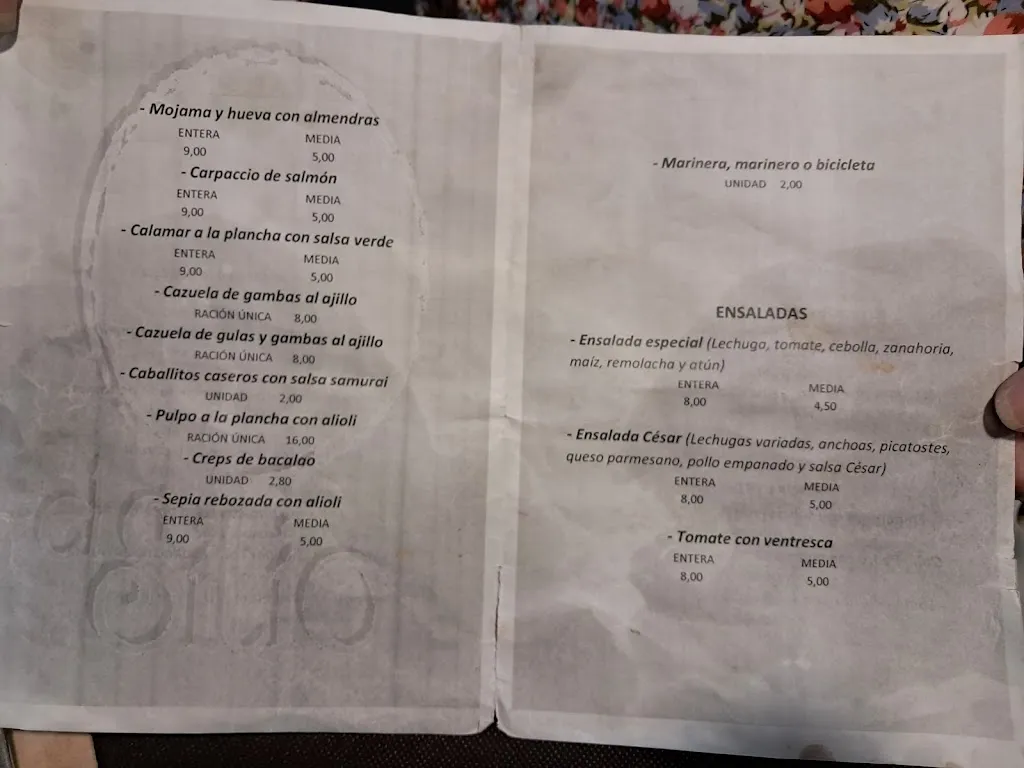 - Mojama y hueva con almendras
ENTERA MEDIA
9,00 5,00
- Carpaccio de salmón
ENTERA MEDIA
9,00 5,00
- Calamar a la plancha con salsa verde
ENTERA MEDIA
9,00 5,00
- Cazuela de gambas al ajillo
RACIÓN ÚNICA 8,00
- Cazuela de gulas y gambas al ajillo
RACIÓN ÚNICA 8,00
- Caballitos caseros con salsa samurai
UNIDAD 2,00
- Pulpo a la plancha con alioli
RACIÓN ÚNICA 16,00
- Creps de bacalao
UNIDAD 2,80
- Sepia rebozada con alioli
ENTERA MEDIA
9,00 5,00
- Marinera, marinero o bicicleta
UNIDAD 2,00
ENSALADAS
- Ensalada especial (Lechuga, tomate, cebolla, zanahoria,
maíz, remolacha y atún)
ENTERA MEDIA
8,00 4,50
- Ensalada César (Lechugas variadas, anchoas, picatostes,
queso parmesano, pollo empanado y salsa César)
ENTERA MEDIA
8,00 5,00
- Tomate con ventresca
ENTERA MEDIA
8,00 5,00